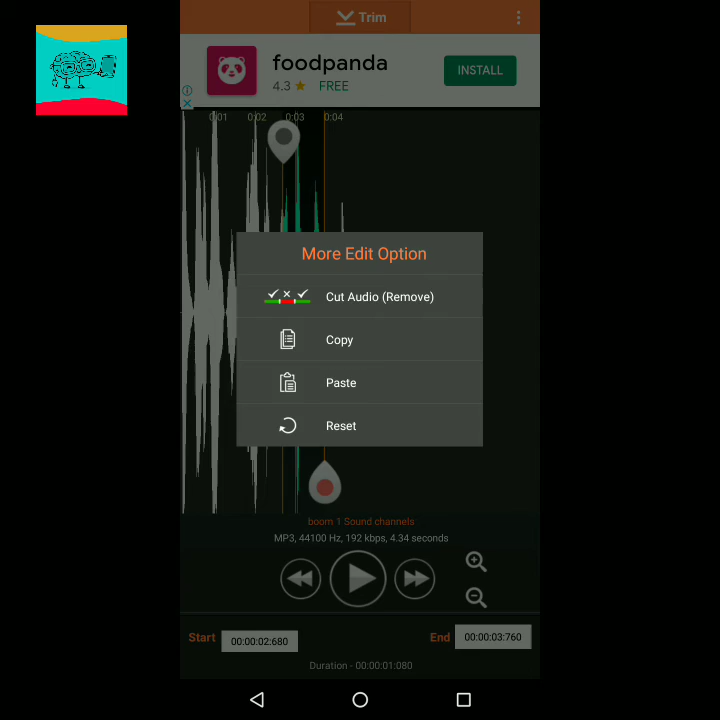 Trim
foodpanda
4.3 ★ FREE
INSTALL
0:01 0:02 0:03 0:04
More Edit Option
Cut Audio (Remove)
Copy
Paste
Reset
boom 1 Sound channels
MP3, 44100 Hz, 192 kbps, 4.34 seconds
Start 00:00:02:680 End 00:00:03:760
Duration - 00:00:01:080